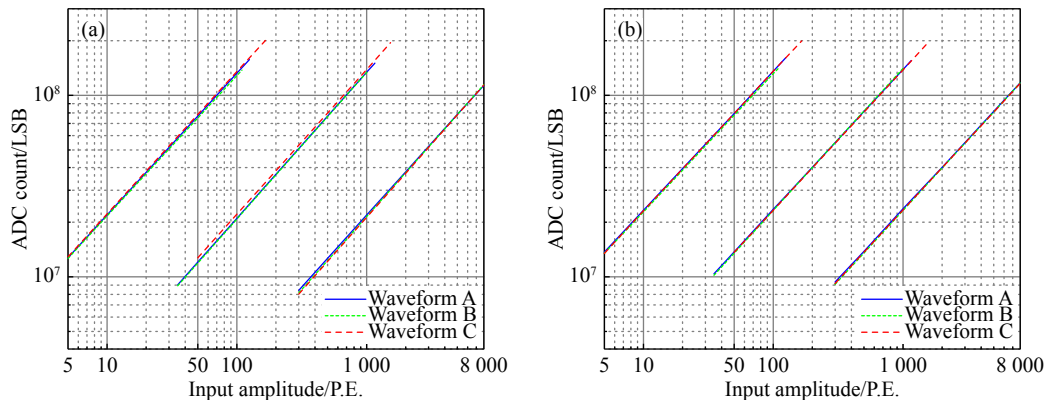 (a)
ADC count/LSB
10⁸
10⁷
Waveform A
Waveform B
Waveform C
5 10 50 100 1 000 8 000
Input amplitude/P.E.
(b)
ADC count/LSB
10⁸
10⁷
Waveform A
Waveform B
Waveform C
5 10 50 100 1 000 8 000
Input amplitude/P.E.